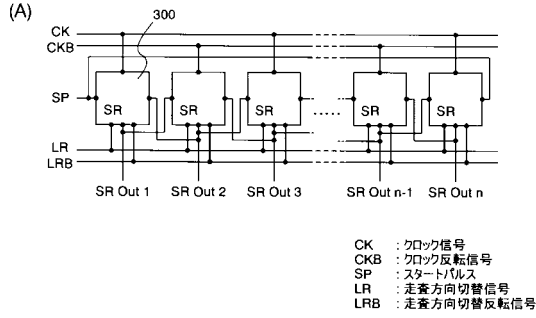 (A)
300
CK
CKB
SP
SR SR SR SR SR
LR
LRB
SR Out 1 SR Out 2 SR Out 3 SR Out n-1 SR Out n
CK :クロック信号
CKB :クロック反転信号
SP :スタートパルス
LR :走査方向切替信号
LRB :走査方向切替反転信号